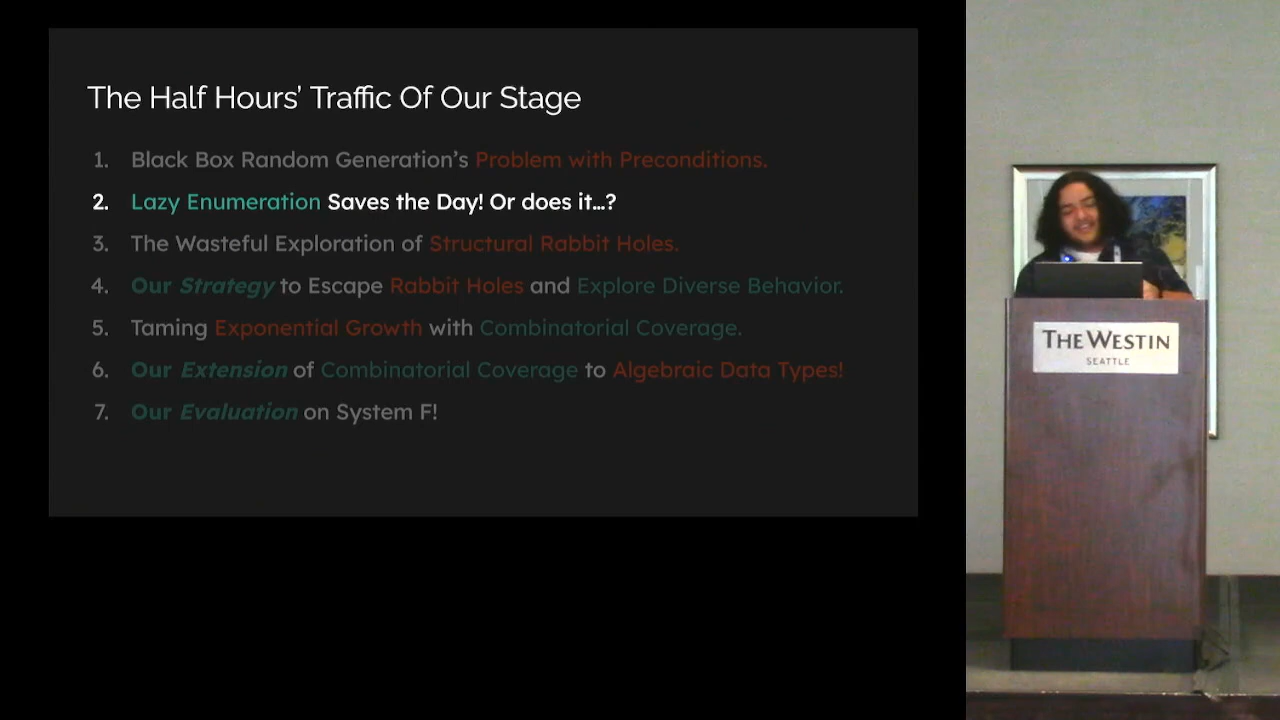 The Half Hours’ Traffic Of Our Stage
1. Black Box Random Generation’s Problem with Preconditions.
2. Lazy Enumeration Saves the Day! Or does it...?
3. The Wasteful Exploration of Structural Rabbit Holes.
4. Our Strategy to Escape Rabbit Holes and Explore Diverse Behavior.
5. Taming Exponential Growth with Combinatorial Coverage.
6. Our Extension of Combinatorial Coverage to Algebraic Data Types!
7. Our Evaluation on System F!
THE WESTIN
SEATTLE